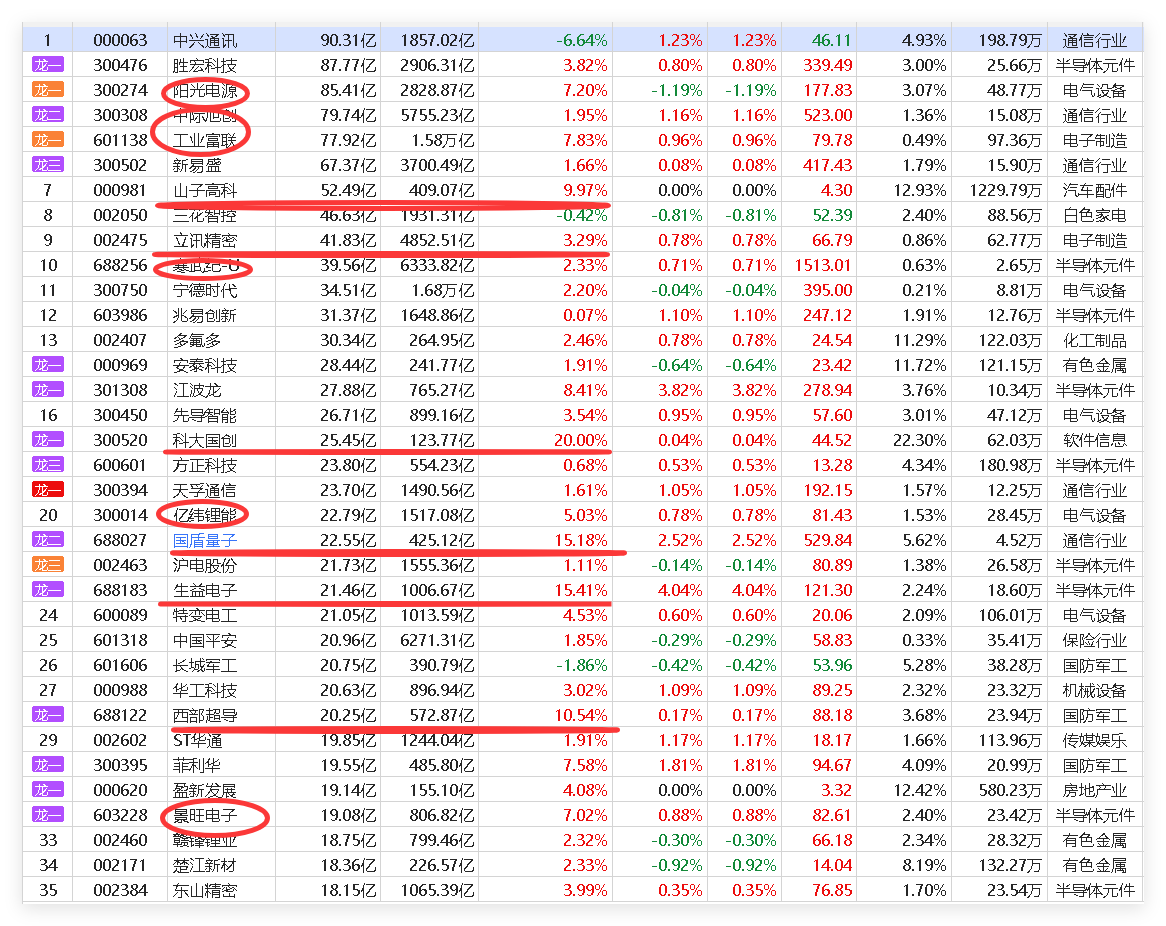 1 000063 中兴通讯 90.31亿 1857.02亿 -6.64% 1.23% 1.23% 46.11 4.93% 198.79万 通信行业
龙一 300476 胜宏科技 87.77亿 2906.31亿 3.82% 0.80% 0.80% 339.49 3.00% 25.66万 半导体元件
龙一 300274 阳光电源 85.41亿 2828.87亿 7.20% -1.19% -1.19% 177.83 3.07% 48.77万 电气设备
龙二 300308 中际旭创 79.74亿 5755.23亿 1.95% 1.16% 1.16% 523.00 1.36% 15.08万 通信行业
龙一 601138 工业富联 77.92亿 1.58万亿 7.83% 0.96% 0.96% 79.78 0.49% 97.36万 电子制造
龙三 300502 新易盛 67.37亿 3700.49亿 1.66% 0.08% 0.08% 417.43 1.79% 15.90万 通信行业
7 000981 山子高科 52.49亿 409.07亿 9.97% 0.00% 0.00% 4.30 12.93% 1229.79万 汽车配件
8 002050 三花智控 46.63亿 1931.31亿 -0.42% -0.81% -0.81% 52.39 2.40% 88.56万 白色家电
9 002475 立讯精密 41.83亿 4852.51亿 3.29% 0.78% 0.78% 66.79 0.86% 62.77万 电子制造
10 688256 寒武纪-U 39.56亿 6333.82亿 2.33% 0.71% 0.71% 1513.01 0.63% 2.65万 半导体元件
11 300750 宁德时代 34.51亿 1.68万亿 2.20% -0.04% -0.04% 395.00 0.21% 8.81万 电气设备
12 603986 兆易创新 31.37亿 1648.86亿 0.07% 1.10% 1.10% 247.12 1.91% 12.76万 半导体元件
13 002407 多氟多 30.34亿 264.95亿 2.46% 0.78% 0.78% 24.54 11.29% 122.03万 化工制品
龙一 000969 安泰科技 28.44亿 241.77亿 1.91% -0.64% -0.64% 23.42 11.72% 121.15万 有色金属
龙一 301308 江波龙 27.88亿 765.27亿 8.41% 3.82% 3.82% 278.94 3.76% 10.34万 半导体元件
16 300450 先导智能 26.71亿 899.16亿 3.54% 0.95% 0.95% 57.60 3.01% 47.12万 电气设备
龙一 300520 科大国创 25.45亿 123.77亿 20.00% 0.04% 0.04% 44.52 22.30% 62.03万 软件信息
龙三 600601 方正科技 23.80亿 554.23亿 0.68% 0.53% 0.53% 13.28 4.34% 180.98万 半导体元件
龙一 300394 天孚通信 23.70亿 1490.56亿 1.61% 1.05% 1.05% 192.15 1.57% 12.25万 通信行业
20 300014 亿纬锂能 22.79亿 1517.08亿 5.03% 0.78% 0.78% 81.43 1.53% 28.45万 电气设备
龙二 688027 国盾量子 22.55亿 425.12亿 15.18% 2.52% 2.52% 529.84 5.62% 4.52万 通信行业
龙三 002463 沪电股份 21.73亿 1555.36亿 1.11% -0.14% -0.14% 80.89 1.38% 26.58万 半导体元件
龙一 688183 生益电子 21.46亿 1006.67亿 15.41% 4.04% 4.04% 121.30 2.24% 18.60万 半导体元件
24 600089 特变电工 21.05亿 1013.59亿 4.53% 0.60% 0.60% 20.06 2.09% 106.01万 电气设备
25 601318 中国平安 20.96亿 6271.31亿 1.85% -0.29% -0.29% 58.83 0.33% 35.41万 保险行业
26 601606 长城军工 20.75亿 390.79亿 -1.86% -0.42% -0.42% 53.96 5.28% 38.28万 国防军工
27 000988 华工科技 20.63亿 896.94亿 3.02% 1.09% 1.09% 89.25 2.32% 23.32万 机械设备
龙一 688122 西部超导 20.25亿 572.87亿 10.54% 0.17% 0.17% 88.18 3.68% 23.94万 国防军工
29 002602 ST华通 19.85亿 1244.04亿 1.91% 1.17% 1.17% 18.17 1.66% 113.96万 传媒娱乐
龙一 300395 菲利华 19.55亿 485.80亿 7.58% 1.81% 1.81% 94.67 4.09% 20.99万 国防军工
龙一 000620 盈新发展 19.14亿 155.10亿 4.08% 0.00% 0.00% 3.32 12.42% 580.23万 房地产业
龙一 603228 景旺电子 19.08亿 806.82亿 7.02% 0.88% 0.88% 82.61 2.40% 23.42万 半导体元件
33 002460 赣锋锂业 18.75亿 799.46亿 2.32% -0.30% -0.30% 66.18 2.34% 28.32万 有色金属
34 002171 楚江新材 18.36亿 226.57亿 2.33% -0.92% -0.92% 14.04 8.19% 132.27万 有色金属
35 002384 东山精密 18.15亿 1065.39亿 3.99% 0.35% 0.35% 76.85 1.70% 23.54万 半导体元件